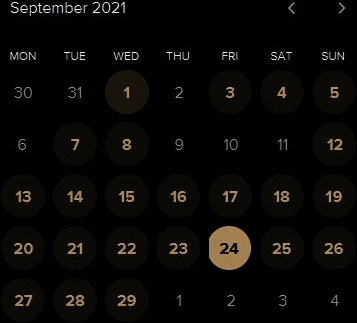 September 2021
MON TUE WED THU FRI SAT SUN
30 31 1 2 3 4 5
6 7 8 9 10 11 12
13 14 15 16 17 18 19
20 21 22 23 24 25 26
27 28 29 1 2 3 4